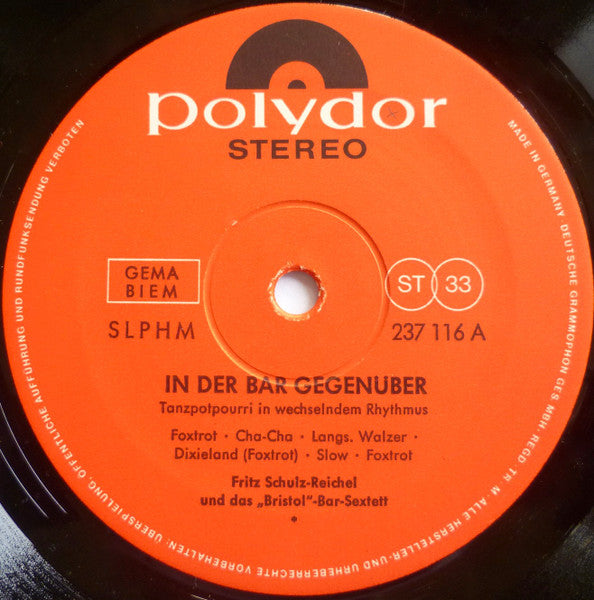 polydor
STEREO
GEMA
BIEM
ST 33
SLPHM
237 116 A
IN DER BAR GEGENÜBER
Tanzpotpourri in wechselndem Rhythmus
Foxtrot · Cha-Cha · Langs. Walzer ·
Dixieland (Foxtrot) · Slow · Foxtrot
Fritz Schulz-Reichel
und das „Bristol"-Bar-Sextett
*
MADE IN GERMANY · DEUTSCHE GRAMMOPHON GES MBH · REGD. TR. M. ALLE HERSTELLER- UND URHEBERRECHTE VORBEHALTEN. ÜBERSPIELUNG, ÖFFENTLICHE AUFFÜHRUNG UND RUNDFUNKSENDUNG VERBOTEN